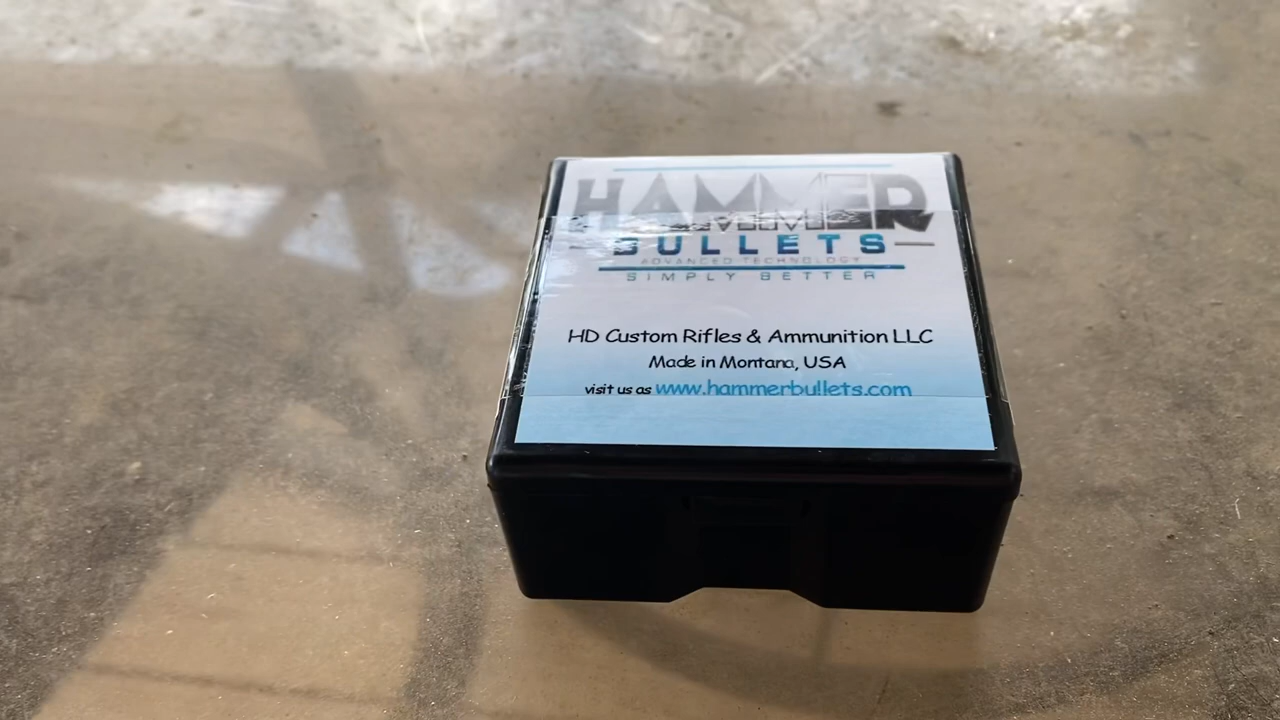 HAMMER
BULLETS
ADVANCED TECHNOLOGY
SIMPLY BETTER
HD Custom Rifles & Ammunition LLC
Made in Montana, USA
visit us as www.hammerbullets.com